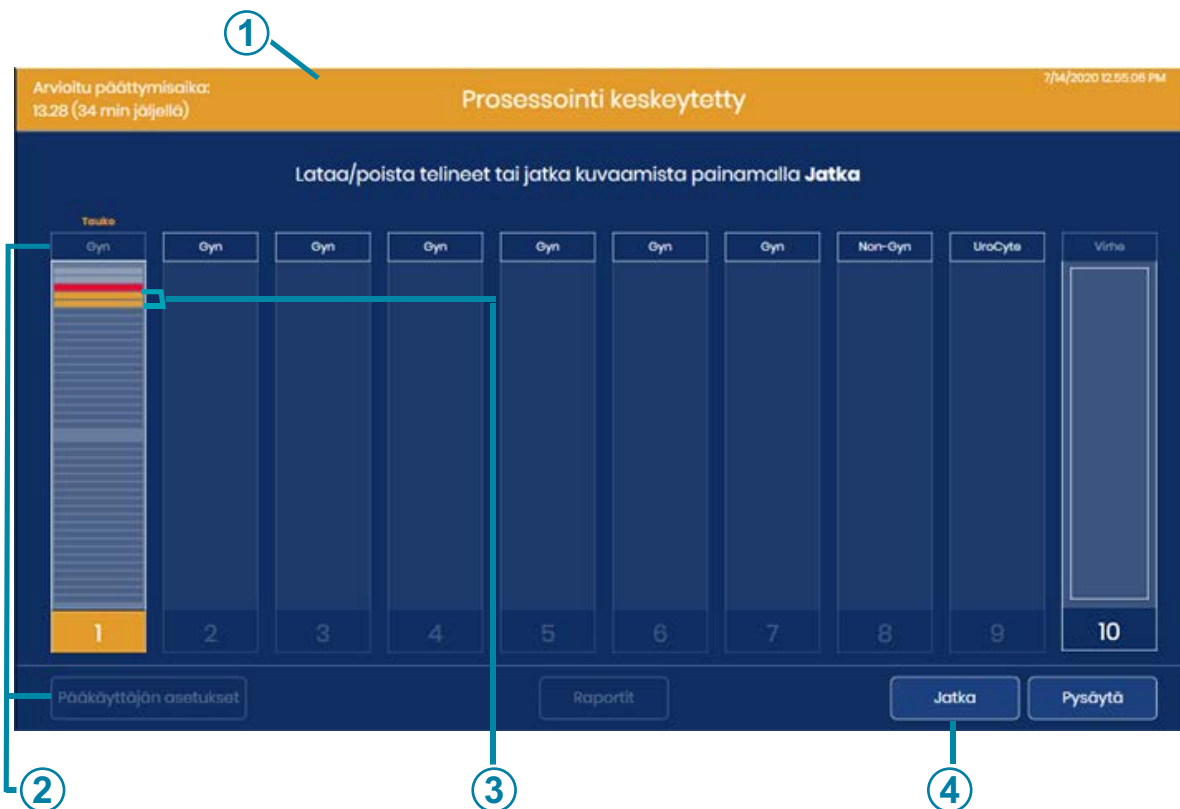 1
Arvioitu päättymisaika:
13.28 (34 min jäljellä)
Prosessointi keskeytetty
7/14/2020 12.55.06 PM
Lataa/poista telineet tai jatka kuvaamista painamalla Jatka
Tauko
Gyn Gyn Gyn Gyn Gyn Gyn Gyn Non-Gyn UroCyte Virhe
1 2 3 4 5 6 7 8 9 10
Pääkäyttäjän asetukset Raportit Jatka Pysäytä
2 3 4